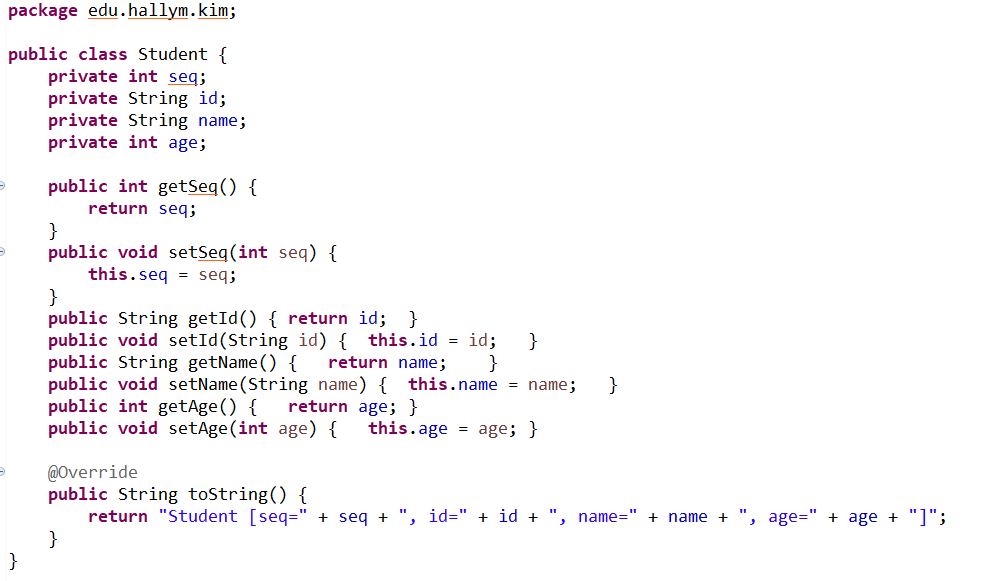 package edu.hallym.kim;
public class Student {
    private int seq;
    private String id;
    private String name;
    private int age;
    public int getSeq() {
        return seq;
    }
    public void setSeq(int seq) {
        this.seq = seq;
    }
    public String getId() { return id;  }
    public void setId(String id) {  this.id = id;   }
    public String getName() {   return name;    }
    public void setName(String name) {  this.name = name;   }
    public int getAge() {   return age; }
    public void setAge(int age) {   this.age = age; }
    @Override
    public String toString() {
        return "Student [seq=" + seq + ", id=" + id + ", name=" + name + ", age=" + age + "]";
    }
}